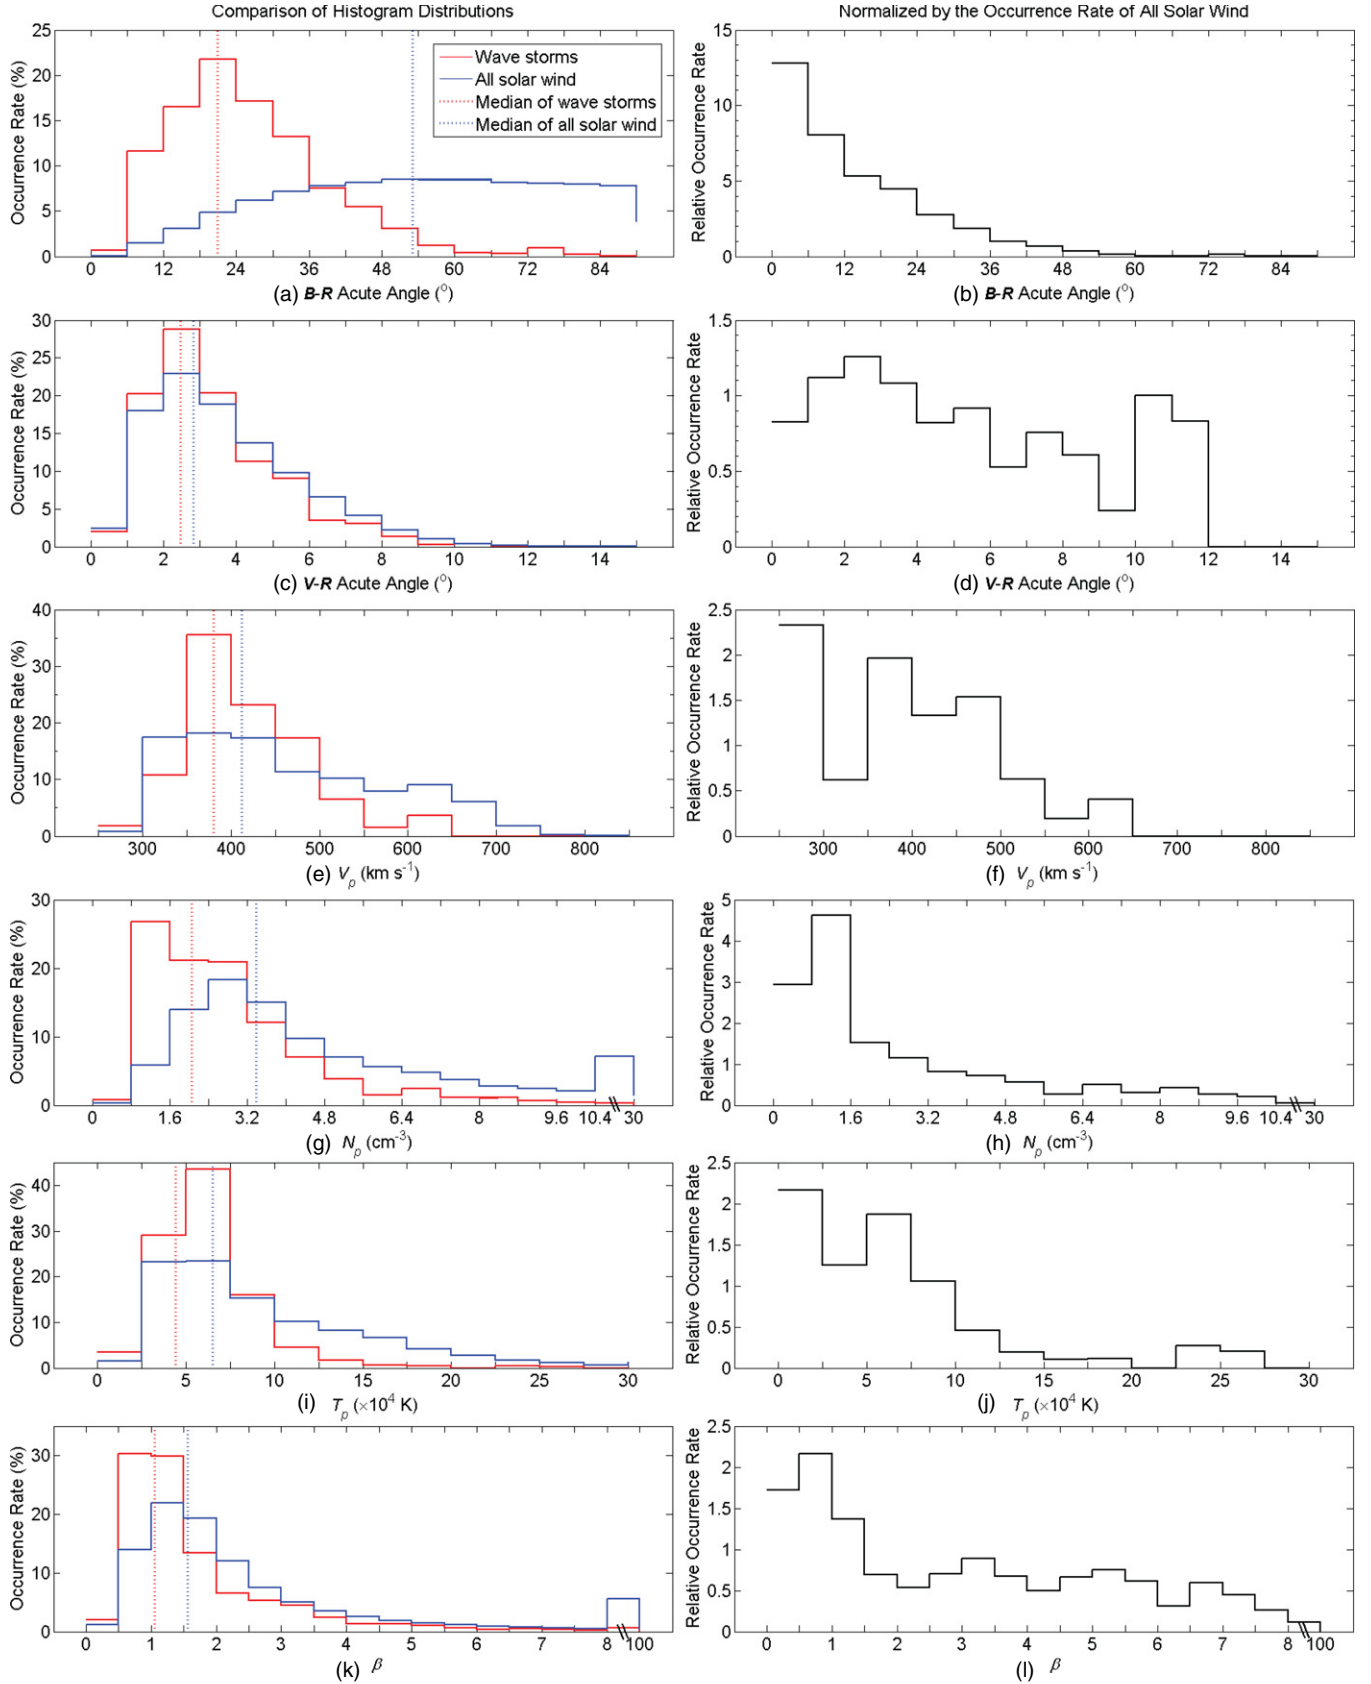 Comparison of Histogram Distributions
Normalized by the Occurrence Rate of All Solar Wind
Occurrence Rate (%)
25
20
15
10
5
0
Wave storms
All solar wind
Median of wave storms
Median of all solar wind
0 12 24 36 48 60 72 84
(a) B-R Acute Angle (°)
Relative Occurrence Rate
15
10
5
0
0 12 24 36 48 60 72 84
(b) B-R Acute Angle (°)
Occurrence Rate (%)
30
25
20
15
10
5
0
0 2 4 6 8 10 12 14
(c) V-R Acute Angle (°)
Relative Occurrence Rate
1.5
1
0.5
0
0 2 4 6 8 10 12 14
(d) V-R Acute Angle (°)
Occurrence Rate (%)
40
30
20
10
0
300 400 500 600 700 800
(e) Vp (km s-1)
Relative Occurrence Rate
2.5
2
1.5
1
0.5
0
300 400 500 600 700 800
(f) Vp (km s-1)
Occurrence Rate (%)
30
20
10
0
0 1.6 3.2 4.8 6.4 8 9.6 10.4 30
(g) Np (cm-3)
Relative Occurrence Rate
5
4
3
2
1
0
0 1.6 3.2 4.8 6.4 8 9.6 10.4 30
(h) Np (cm-3)
Occurrence Rate (%)
40
30
20
10
0
0 5 10 15 20 25 30
(i) Tp (×104 K)
Relative Occurrence Rate
2.5
2
1.5
1
0.5
0
0 5 10 15 20 25 30
(j) Tp (×104 K)
Occurrence Rate (%)
30
20
10
0
0 1 2 3 4 5 6 7 8 100
(k) β
Relative Occurrence Rate
2.5
2
1.5
1
0.5
0
0 1 2 3 4 5 6 7 8 100
(l) β